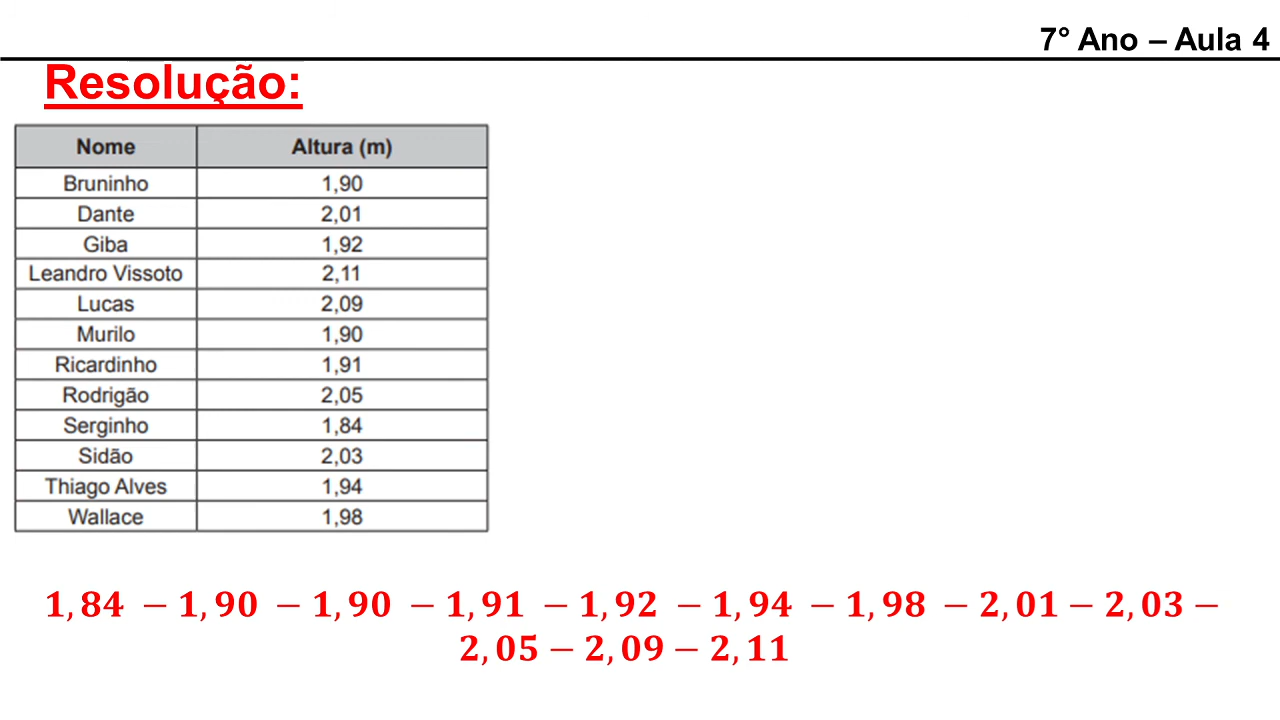 7° Ano – Aula 4
Resolução:
Nome Altura (m)
Bruninho 1,90
Dante 2,01
Giba 1,92
Leandro Vissoto 2,11
Lucas 2,09
Murilo 1,90
Ricardinho 1,91
Rodrigão 2,05
Serginho 1,84
Sidão 2,03
Thiago Alves 1,94
Wallace 1,98
1,84 − 1,90 − 1,90 − 1,91 − 1,92 − 1,94 − 1,98 − 2,01 − 2,03 −
2,05 − 2,09 − 2,11